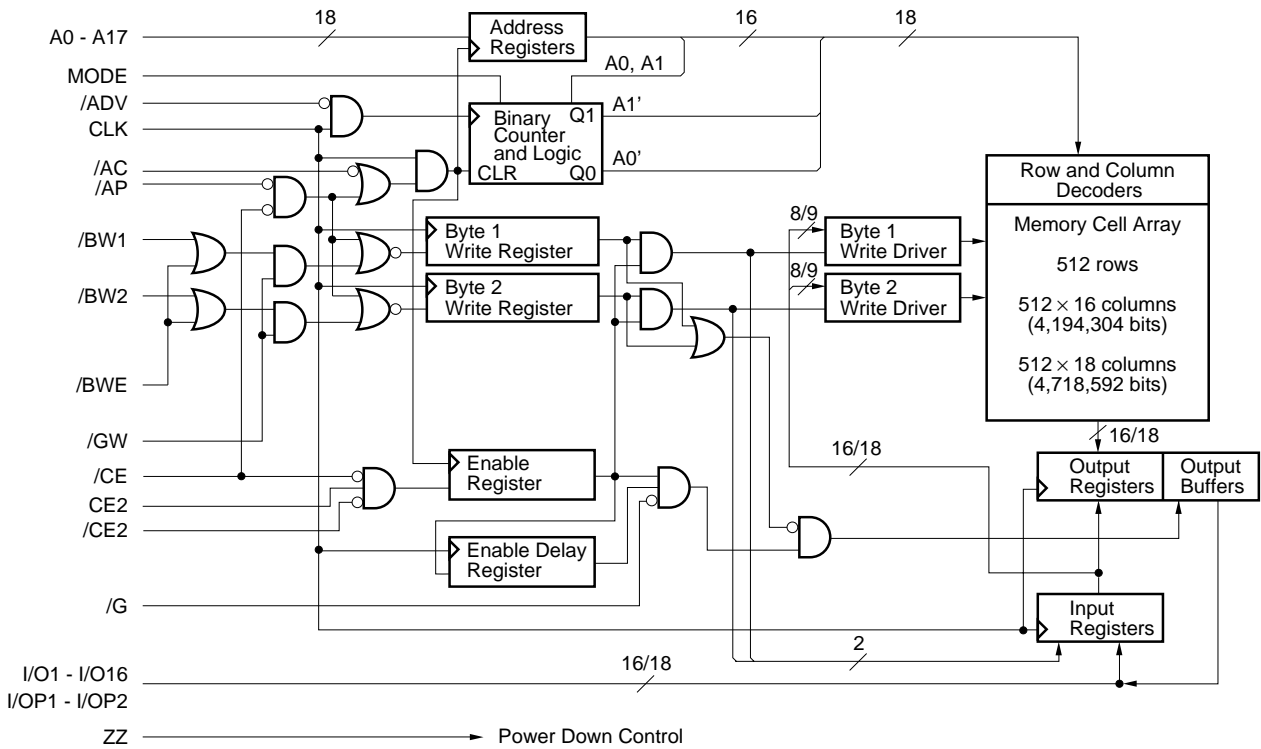 18
16
18
A0 - A17
Address
Registers
MODE
A0, A1
/ADV
CLK
Binary
Counter
and Logic
CLR
Q1
Q0
A1’
A0’
/AC
/AP
Row and Column
Decoders
/BW1
Byte 1
Write Register
8/9
Byte 1
Write Driver
Memory Cell Array
512 rows
/BW2
Byte 2
Write Register
8/9
Byte 2
Write Driver
512 × 16 columns
(4,194,304 bits)
512 × 18 columns
(4,718,592 bits)
/BWE
/GW
16/18
16/18
/CE
CE2
/CE2
Enable
Register
Output
Registers
Output
Buffers
Enable Delay
Register
/G
Input
Registers
2
I/O1 - I/O16
I/OP1 - I/OP2
16/18
ZZ
Power Down Control